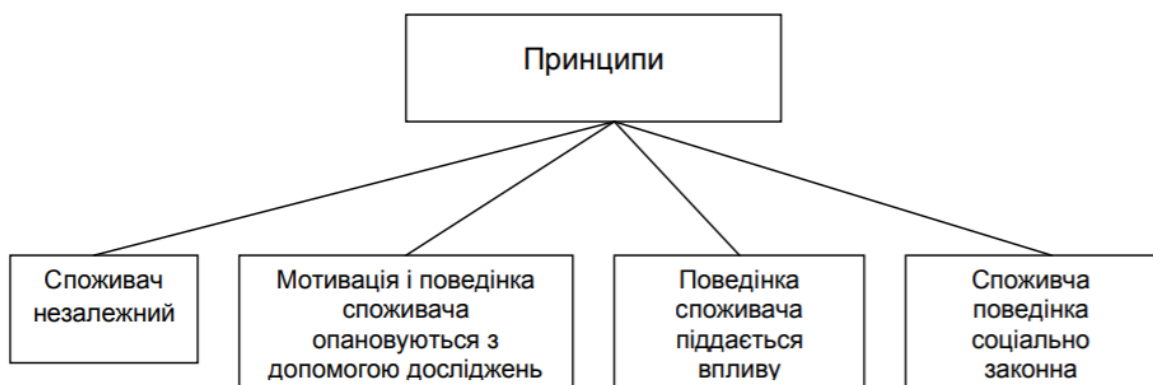 Принципи
Споживач
незалежний
Мотивація і поведінка
споживача
опановуються з
допомогою досліджень
Поведінка
споживача
піддається
впливу
Споживча
поведінка
соціально
законна